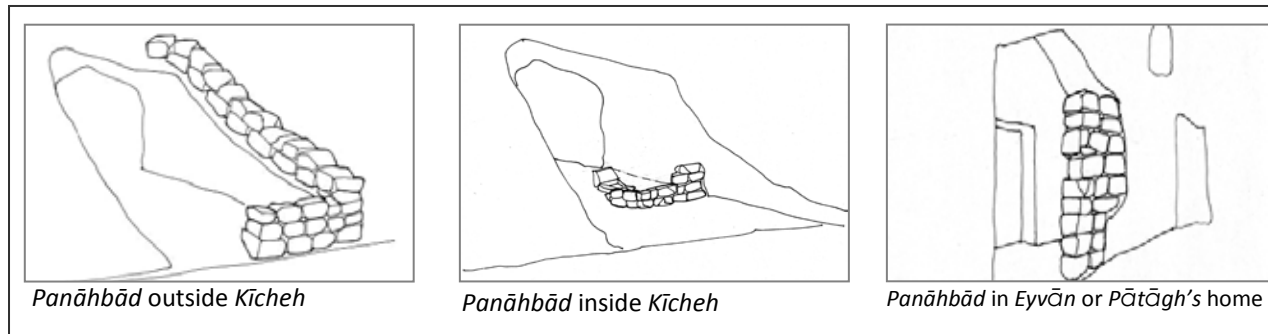 Panāhbād outside Kīcheh
Panāhbād inside Kīcheh
Panāhbād in Eyvān or Pātāgh's home